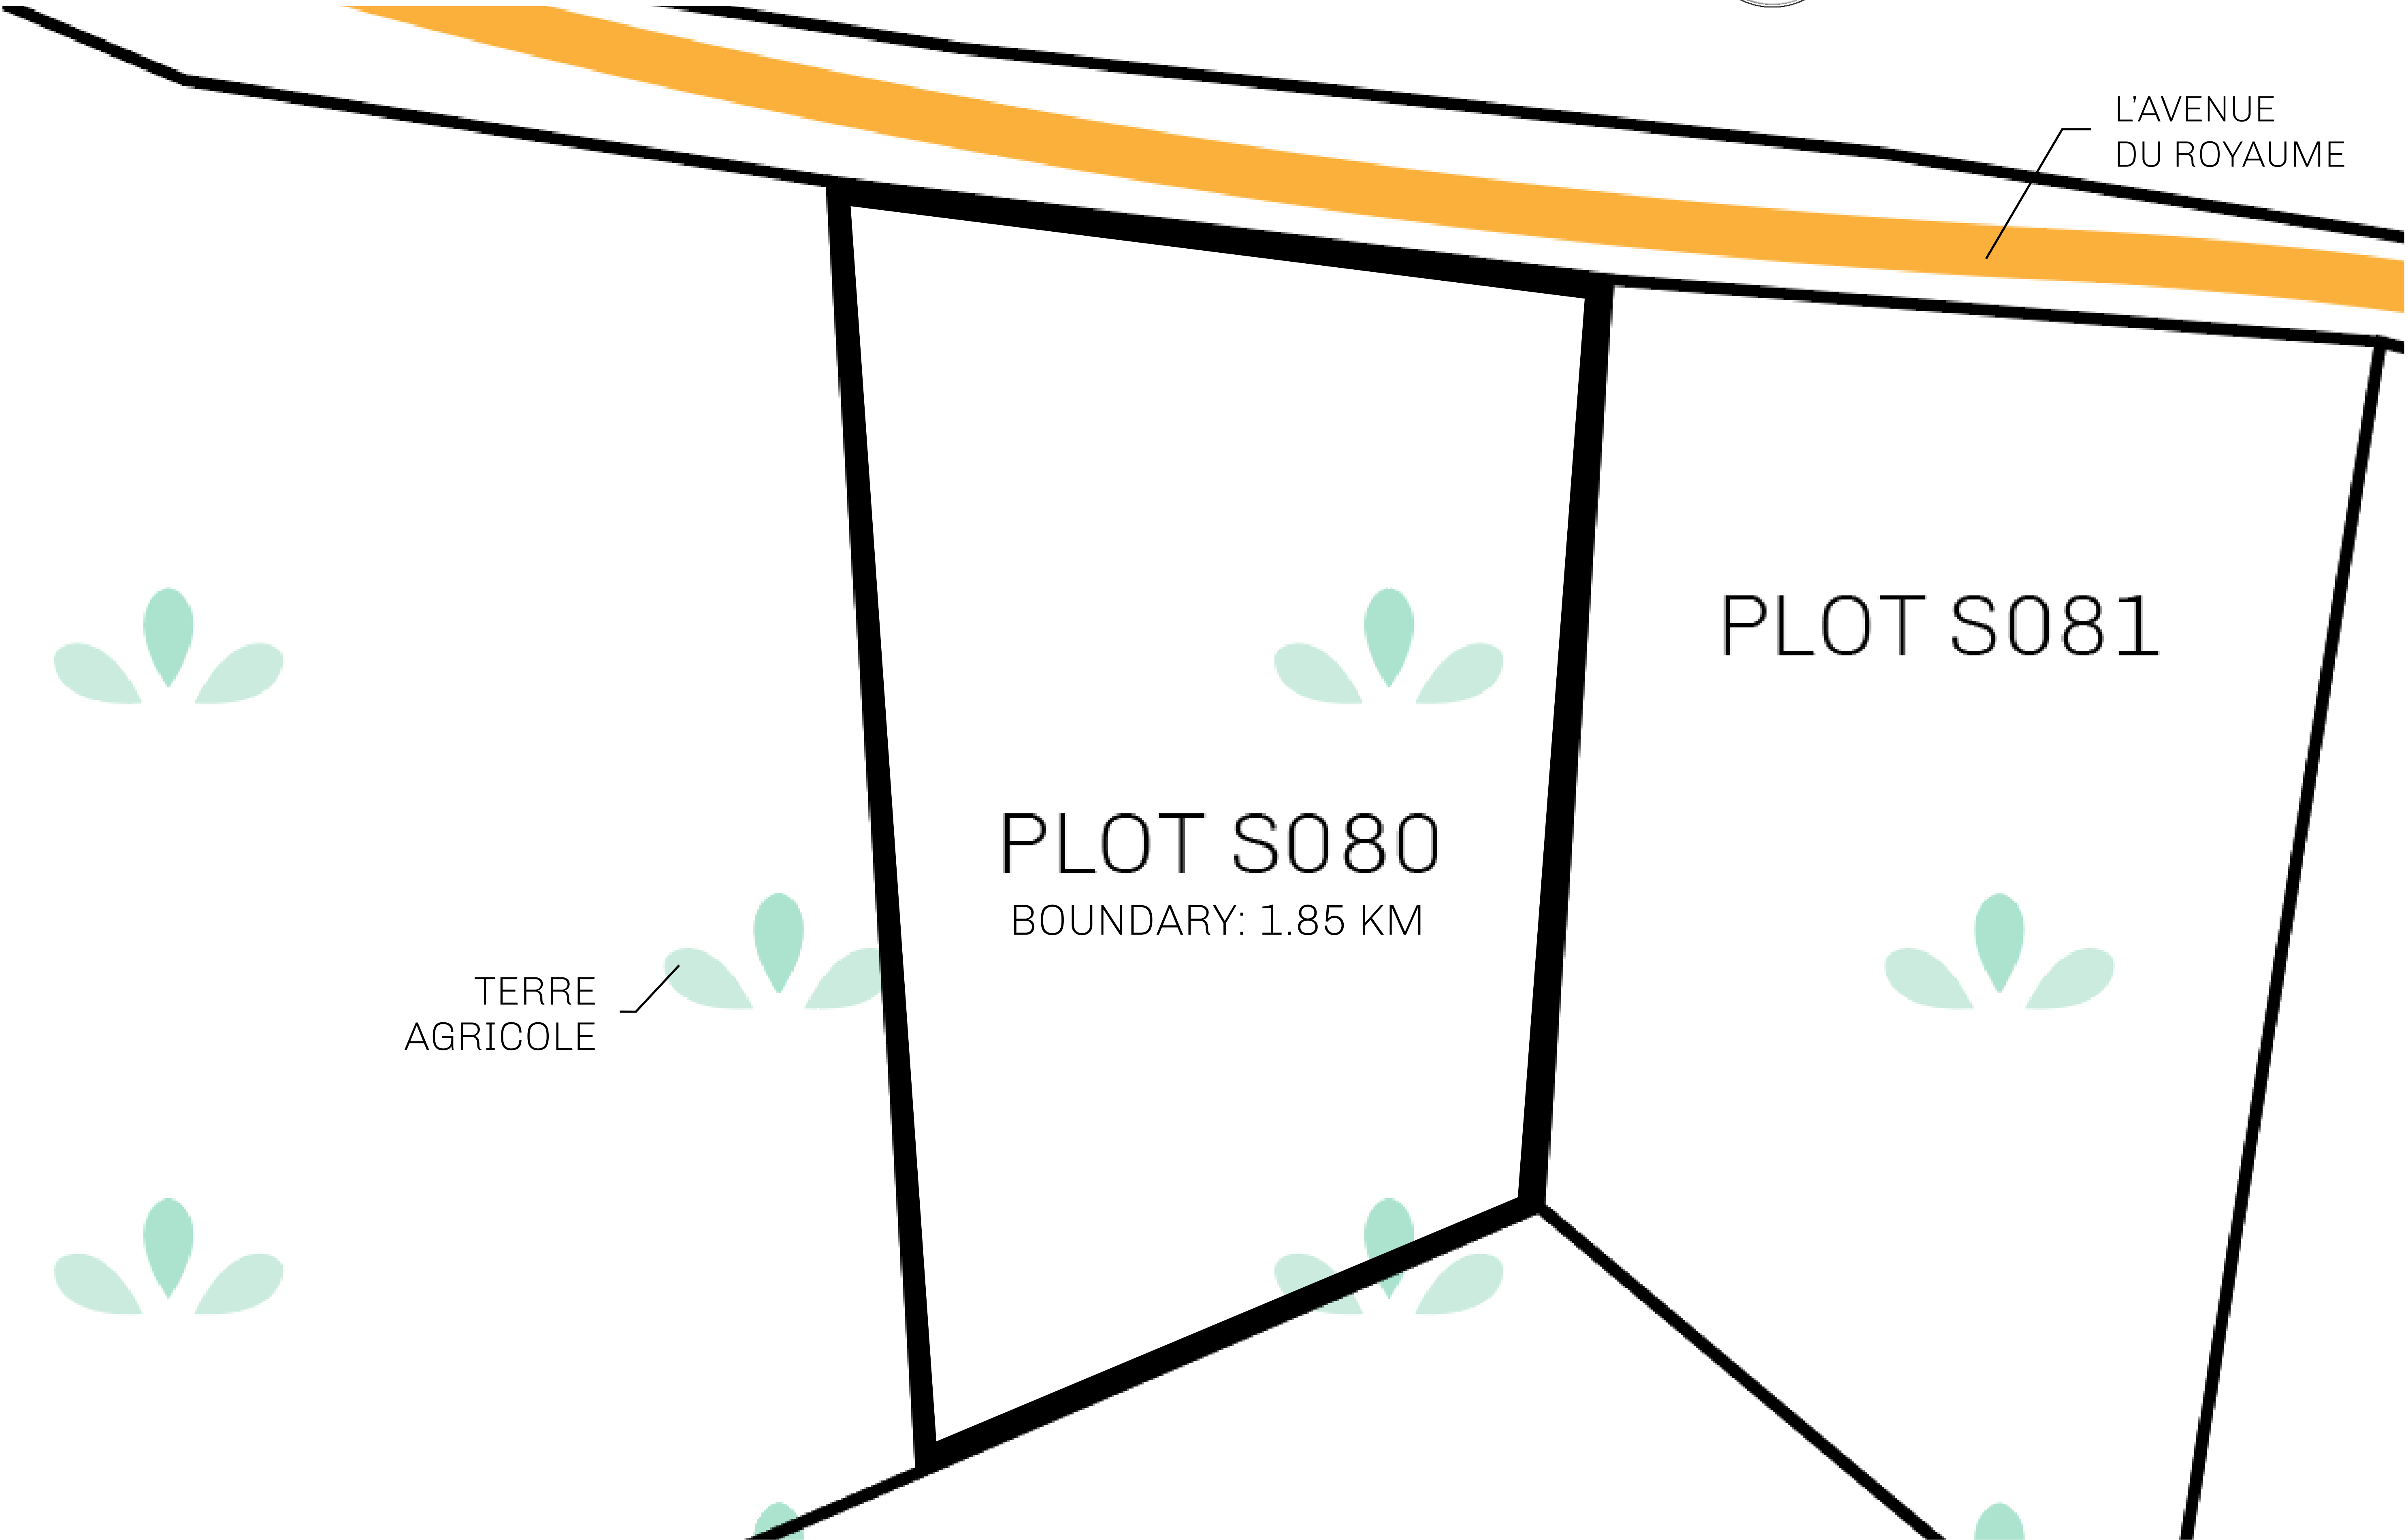 L'AVENUE
DU ROYAUME
PLOT S081
PLOT S080
BOUNDARY: 1.85 KM
TERRE
AGRICOLE